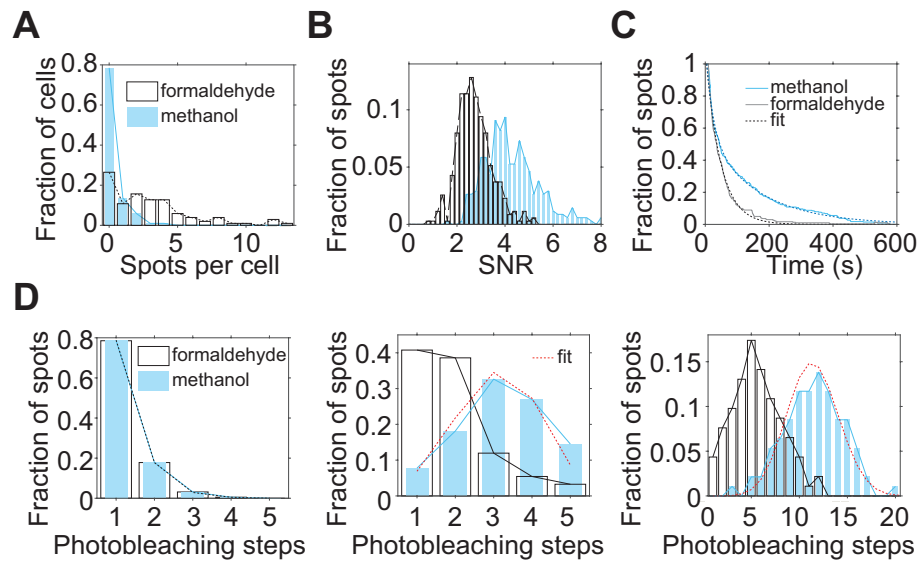 A
Fraction of cells
0.8
0.6
0.4
0.2
0
formaldehyde
methanol
0 5 10
Spots per cell
B
Fraction of spots
0.1
0.05
0
0 2 4 6 8
SNR
C
Fraction of spots
1
0.8
0.6
0.4
0.2
0
methanol
formaldehyde
fit
0 200 400 600
Time (s)
D
Fraction of spots
0.8
0.6
0.4
0.2
0
formaldehyde
methanol
1 2 3 4 5
Photobleaching steps
Fraction of spots
0.4
0.3
0.2
0.1
0
fit
1 2 3 4 5
Photobleaching steps
Fraction of spots
0.15
0.1
0.05
0
0 5 10 15 20
Photobleaching steps